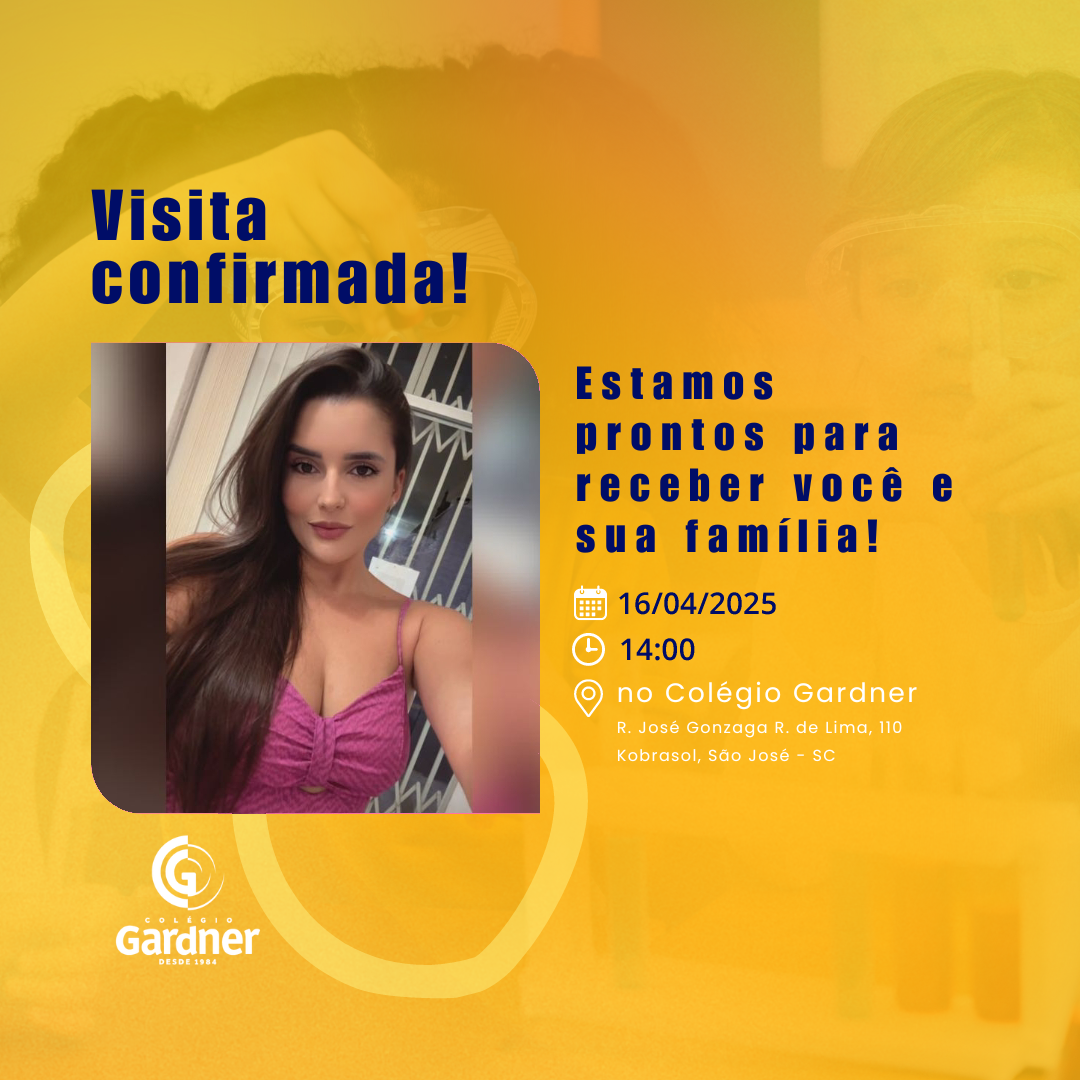 Visita
confirmada!
Estamos
prontos para
receber você e
sua família!
16/04/2025
14:00
no Colégio Gardner
R. José Gonzaga R. de Lima, 110
Kobrasol, São José - SC
G
COLÉGIO
Gardner
DESDE 1984